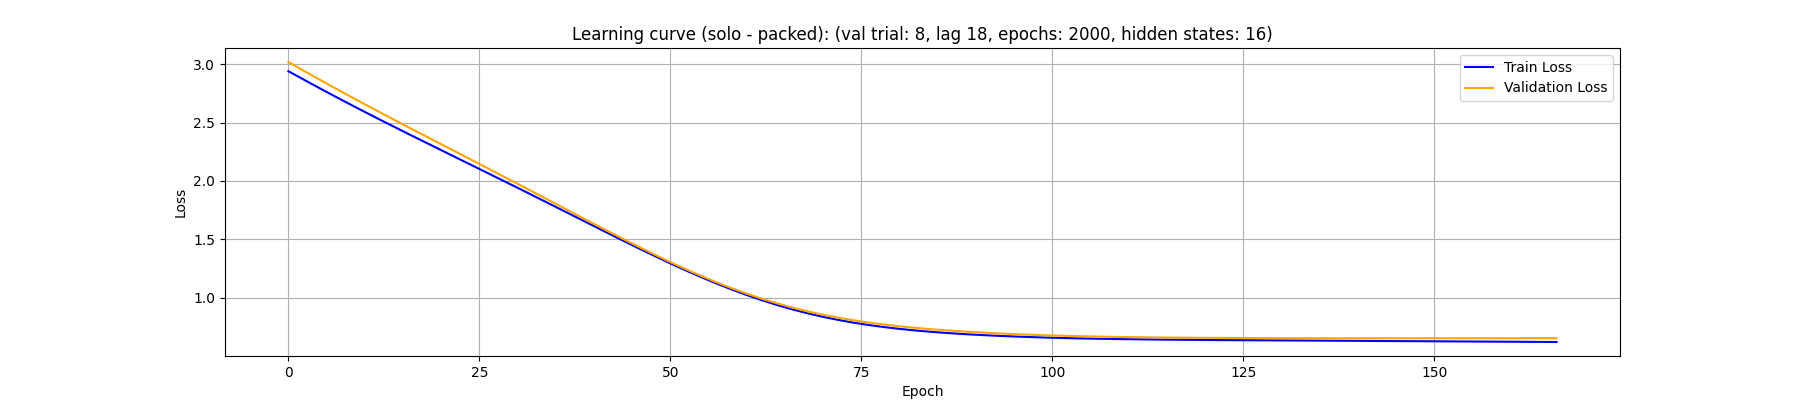 Learning curve (solo - packed): (val trial: 8, lag 18, epochs: 2000, hidden states: 16)
Train Loss
Validation Loss
3.0
2.5
2.0
1.5
1.0
Loss
0 25 50 75 100 125 150
Epoch